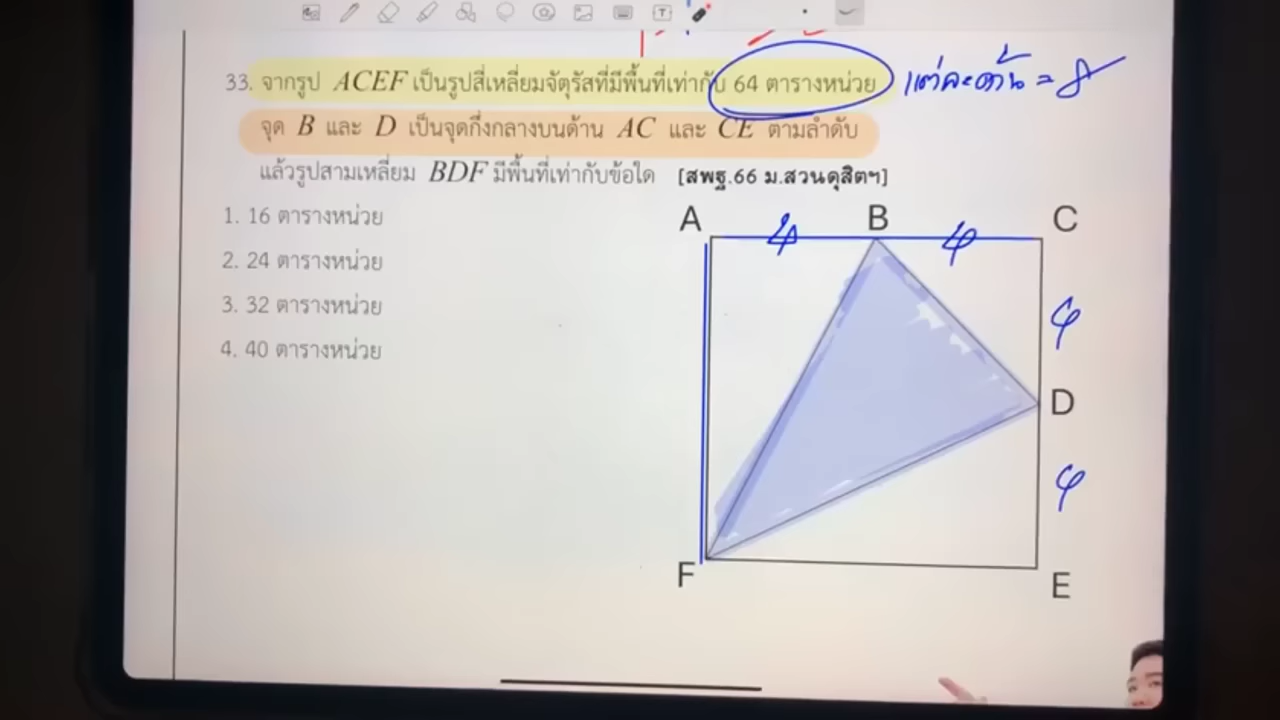 33. จากรูป ACEF เป็นรูปสี่เหลี่ยมจัตุรัสที่มีพื้นที่เท่ากับ 64 ตารางหน่วย แต่ละด้าน = 8
จุด B และ D เป็นจุดกึ่งกลางบนด้าน AC และ CE ตามลำดับ
แล้วรูปสามเหลี่ยม BDF มีพื้นที่เท่ากับข้อใด [สพฐ.66 ม.สวนดุสิตฯ]
1. 16 ตารางหน่วย
2. 24 ตารางหน่วย
3. 32 ตารางหน่วย
4. 40 ตารางหน่วย
A B C
4 4
4
D
4
F E